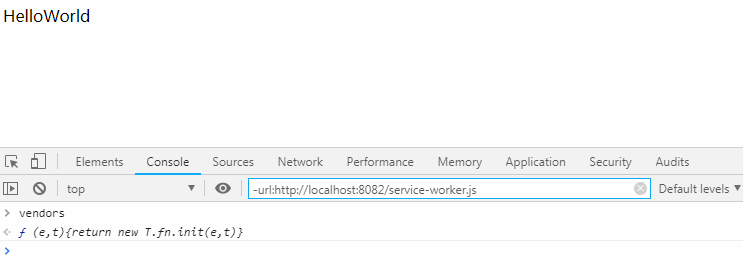 HelloWorld
Elements Console Sources Network Performance Memory Application Security Audits
top -url:http://localhost:8082/service-worker.js Default levels
vendors
ƒ (e,t){return new T.fn.init(e,t)}